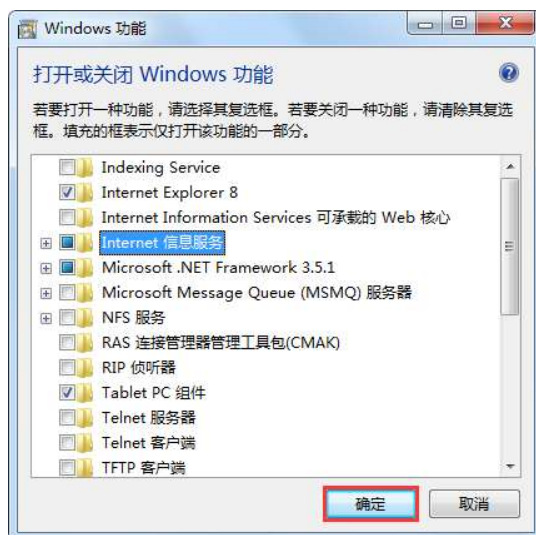 Windows 功能
打开或关闭 Windows 功能
若要打开一种功能，请选择其复选框。若要关闭一种功能，请清除其复选
框。填充的框表示仅打开该功能的一部分。
Indexing Service
Internet Explorer 8
Internet Information Services 可承载的 Web 核心
Internet 信息服务
Microsoft .NET Framework 3.5.1
Microsoft Message Queue (MSMQ) 服务器
NFS 服务
RAS 连接管理器管理工具包(CMAK)
RIP 侦听器
Tablet PC 组件
Telnet 服务器
Telnet 客户端
TFTP 客户端
确定 取消